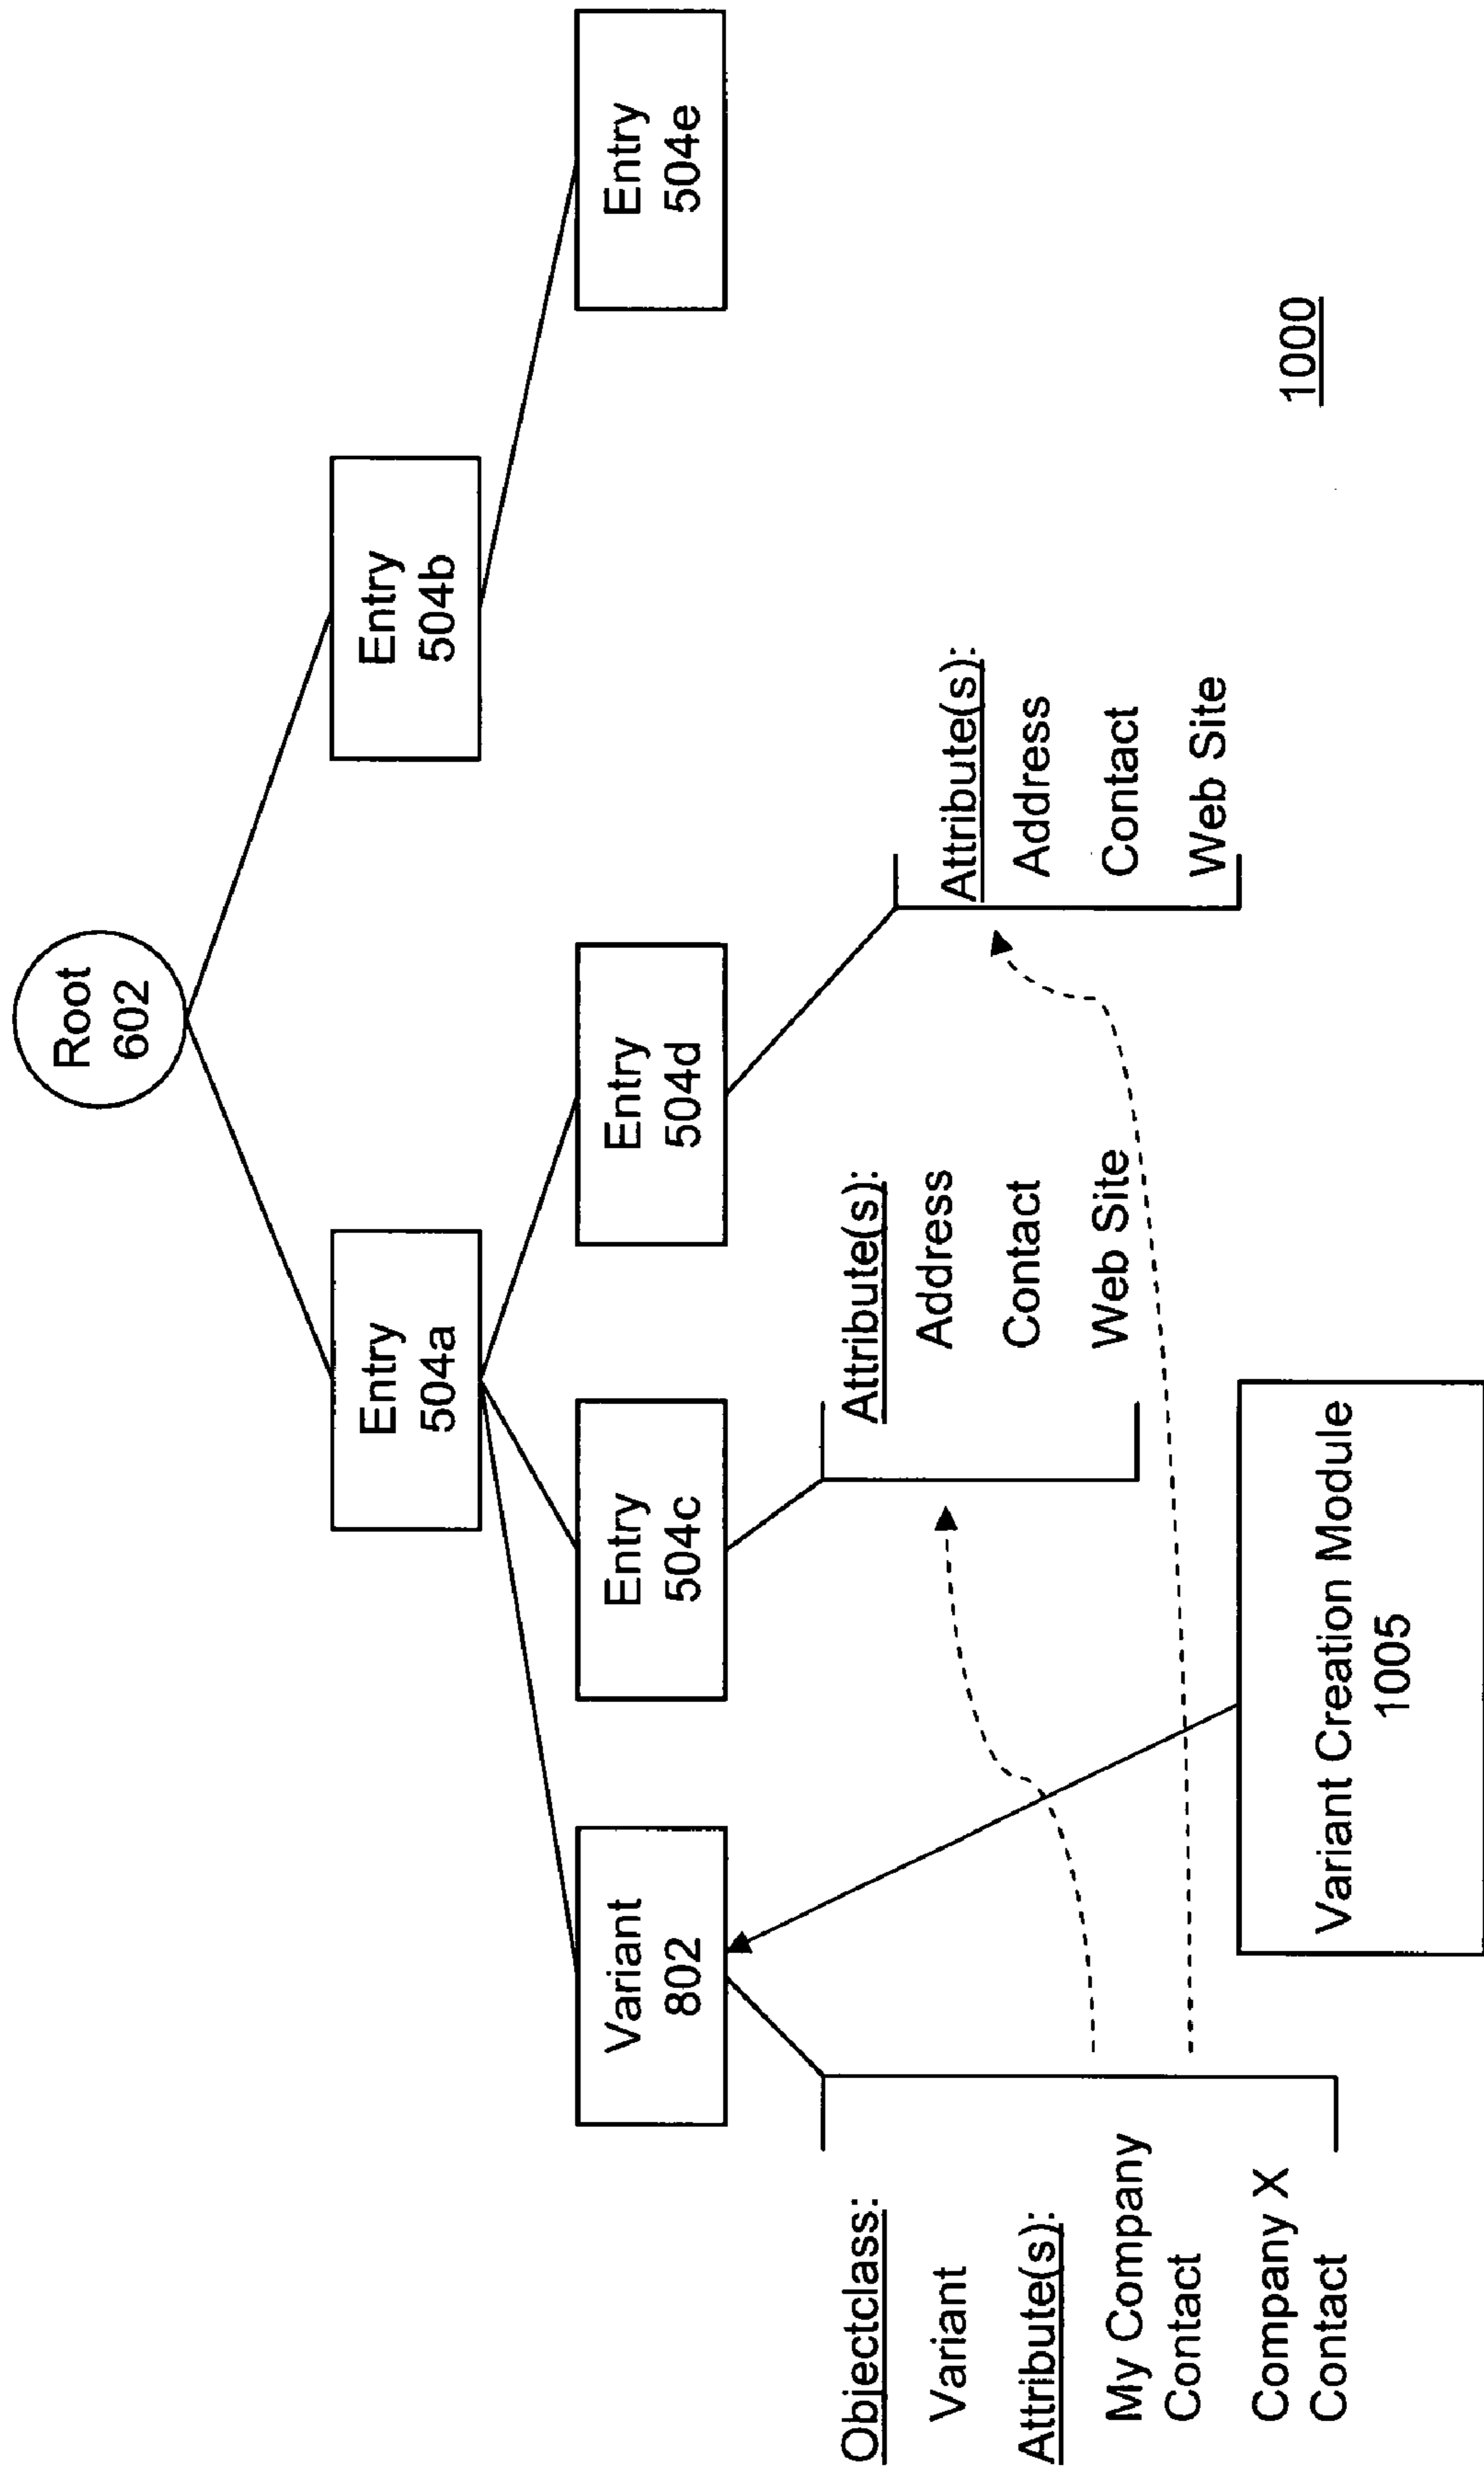 Root
602
Entry
504a
Entry
504b
Variant
802
Entry
504c
Entry
504d
Entry
504e
Objectclass:
Variant
Attribute(s):
My Company
Contact
Company X
Contact
Attribute(s):
Address
Contact
Web Site
Attribute(s):
Address
Contact
Web Site
Variant Creation Module
1005
1000